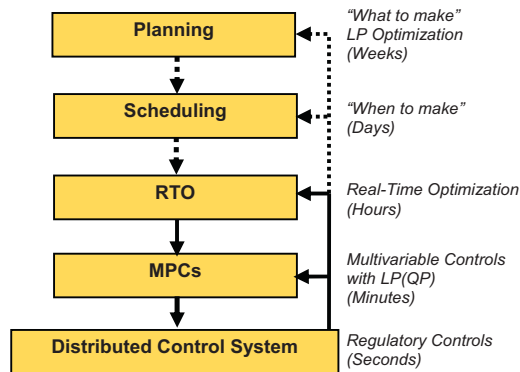 Planning
“What to make”
LP Optimization
(Weeks)
Scheduling
“When to make”
(Days)
RTO
Real-Time Optimization
(Hours)
MPCs
Multivariable Controls
with LP(QP)
(Minutes)
Distributed Control System
Regulatory Controls
(Seconds)